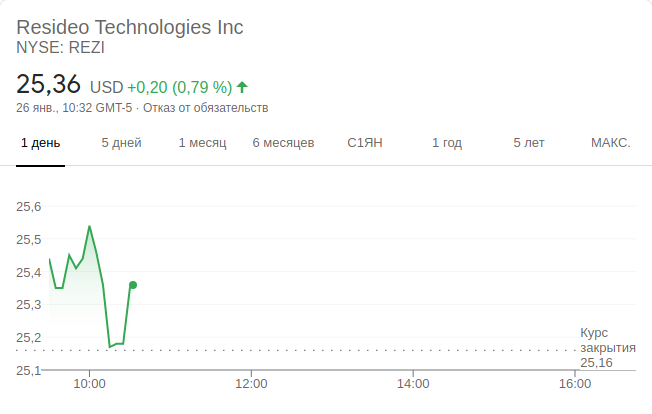 Resideo Technologies Inc
NYSE: REZI
25,36 USD +0,20 (0,79 %)
26 янв., 10:32 GMT-5 · Отказ от обязательств
1 день 5 дней 1 месяц 6 месяцев С1ЯН 1 год 5 лет МАКС.
25,6
25,5
25,4
25,3
25,2
25,1
Курс
закрытия
25,16
10:00 12:00 14:00 16:00